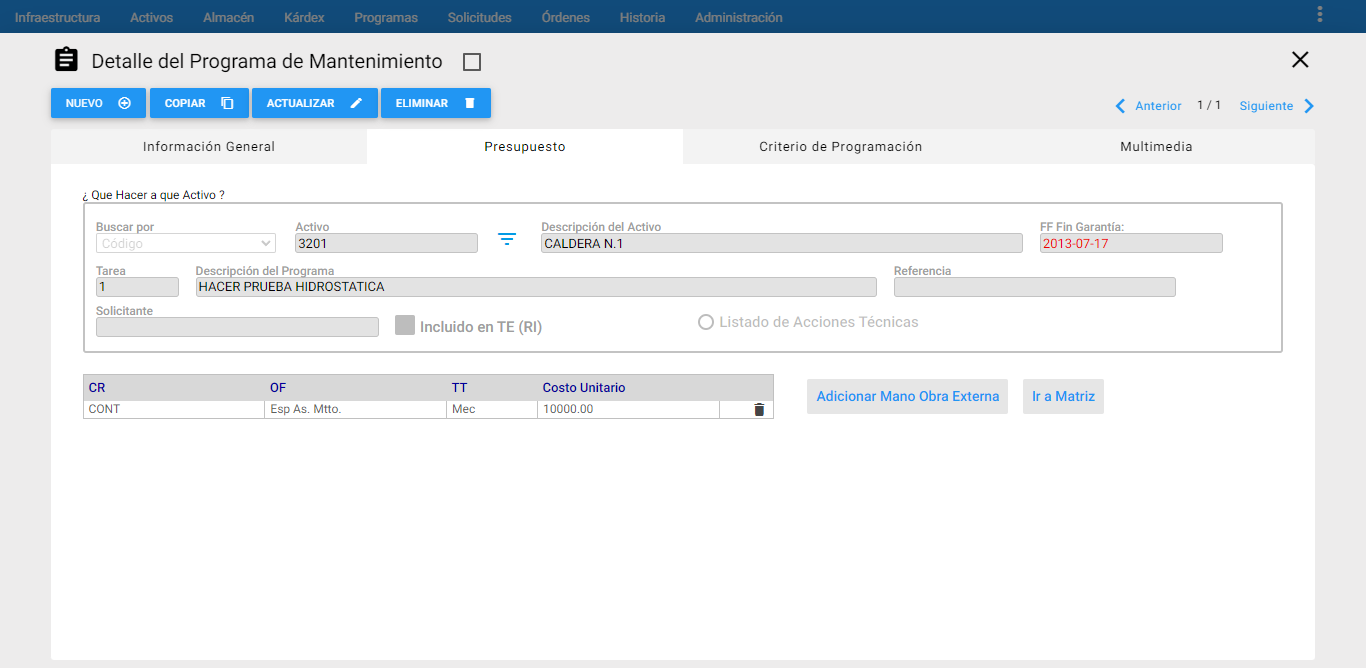 Infraestructura Activos Almacén Kárdex Programas Solicitudes Órdenes Historia Administración
Detalle del Programa de Mantenimiento
NUEVO COPIAR ACTUALIZAR ELIMINAR
Anterior 1 / 1 Siguiente
Información General Presupuesto Criterio de Programación Multimedia
¿ Que Hacer a que Activo ?
Buscar por Activo Descripción del Activo FF Fin Garantía:
Código 3201 CALDERA N.1 2013-07-17
Tarea Descripción del Programa Referencia
1 HACER PRUEBA HIDROSTATICA
Solicitante
Incluido en TE (RI) Listado de Acciones Técnicas
CR OF TT Costo Unitario
CONT Esp As. Mtto. Mec 10000.00
Adicionar Mano Obra Externa Ir a Matriz